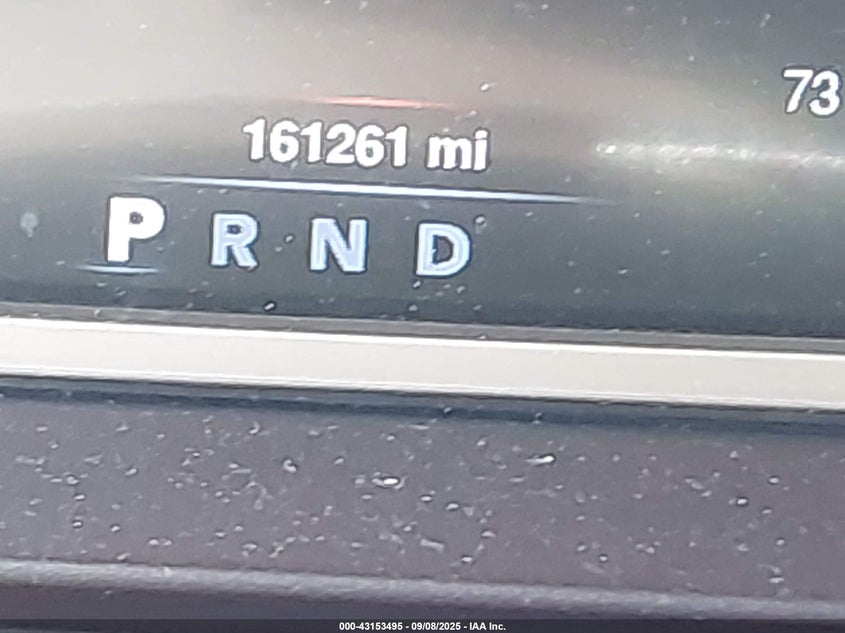 73
161261 mi
P R N D
000-43153495 - 09/08/2025 - IAA Inc.